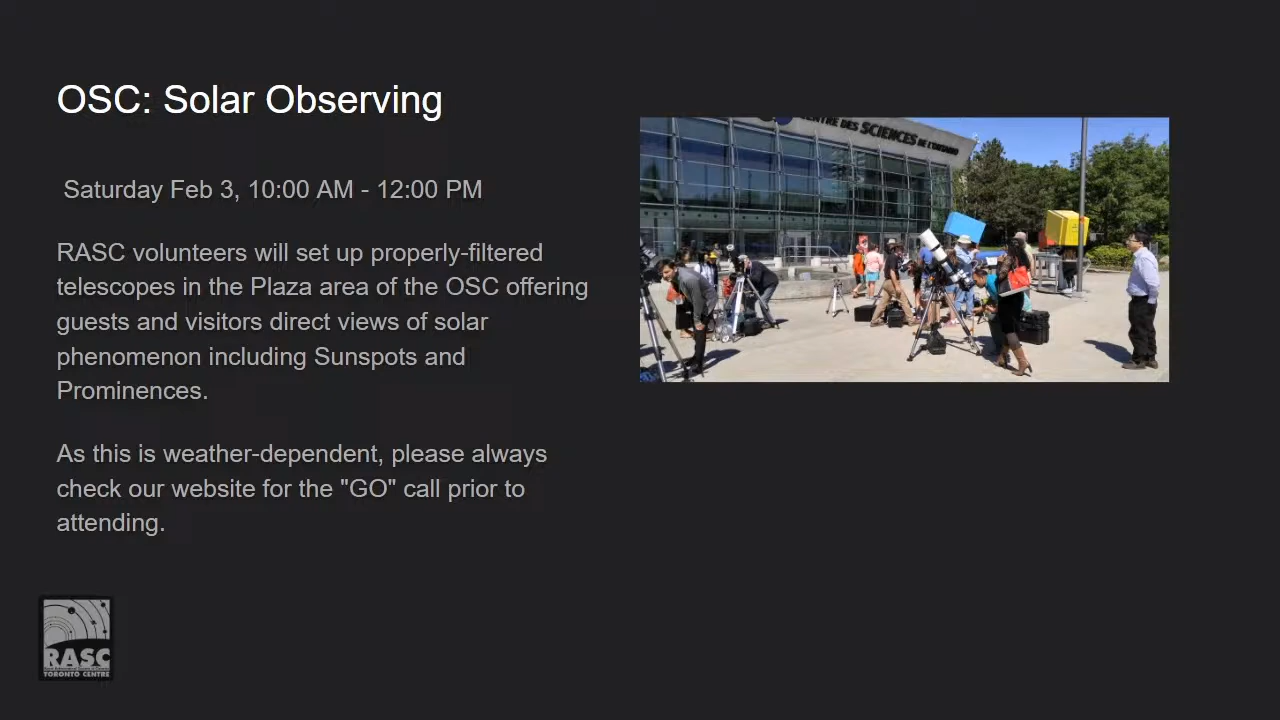 OSC: Solar Observing
Saturday Feb 3, 10:00 AM - 12:00 PM
RASC volunteers will set up properly-filtered
telescopes in the Plaza area of the OSC offering
guests and visitors direct views of solar
phenomenon including Sunspots and
Prominences.
As this is weather-dependent, please always
check our website for the "GO" call prior to
attending.
CENTRE DES SCIENCES DE L'ONTARIO
RASC
TORONTO CENTRE